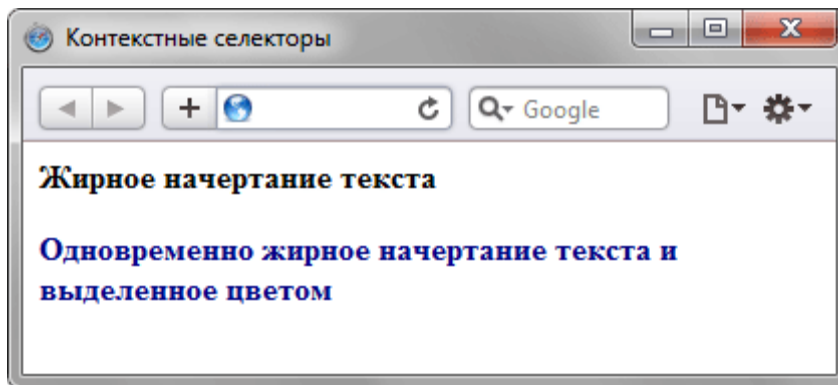 Контекстные селекторы
Google
Жирное начертание текста
Одновременно жирное начертание текста и
выделенное цветом